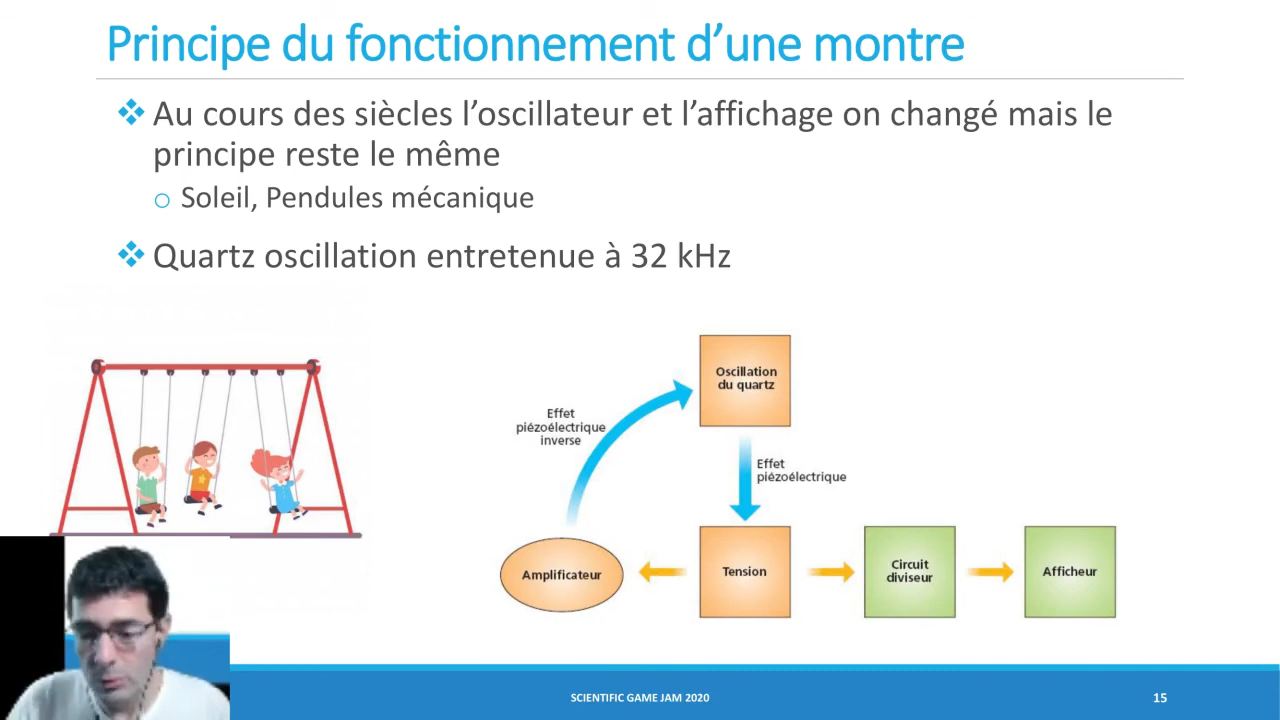 Principe du fonctionnement d’une montre
Au cours des siècles l’oscillateur et l’affichage on changé mais le
principe reste le même
Soleil, Pendules mécanique
Quartz oscillation entretenue à 32 kHz
Oscillation
du quartz
Effet
piézoélectrique
inverse
Effet
piézoélectrique
Amplificateur
Tension
Circuit
diviseur
Afficheur
SCIENTIFIC GAME JAM 2020
15